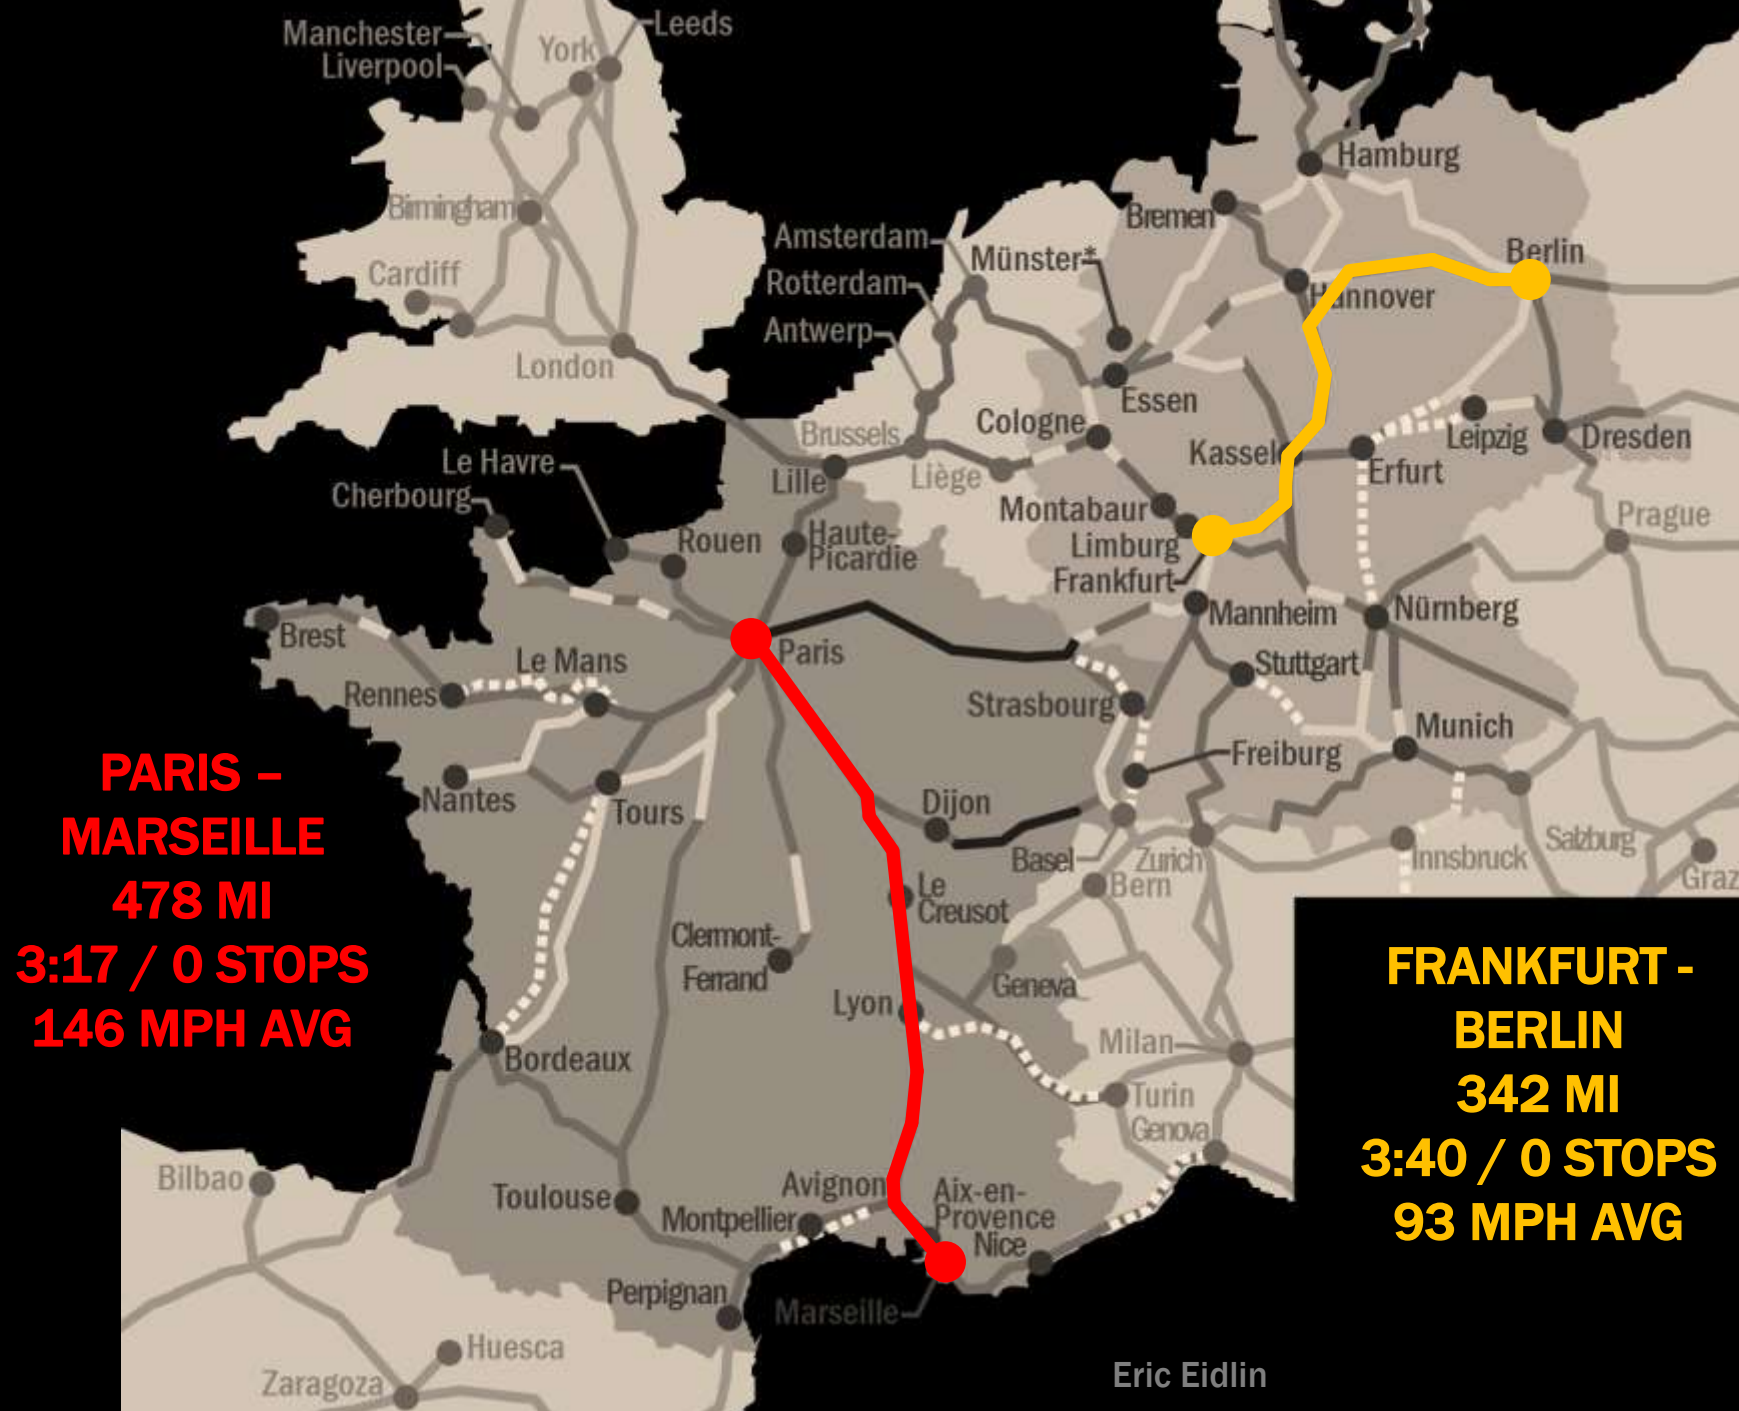 Manchester
Leeds
York
Liverpool
Birmingham
Cardiff
London
Hamburg
Bremen
Amsterdam
Münster*
Berlin
Rotterdam
Hannover
Antwerp
Essen
Cologne
Brussels
Leipzig
Dresden
Le Havre
Kassel
Erfurt
Lille
Liège
Cherbourg
Montabaur
Prague
Rouen
Haute-
Picardie
Limburg
Frankfurt
Mannheim
Nürnberg
Brest
Paris
Le Mans
Stuttgart
Rennes
Strasbourg
Munich
Freiburg
PARIS –
MARSEILLE
478 MI
3:17 / 0 STOPS
146 MPH AVG
Nantes
Tours
Dijon
Basel
Zurich
Innsbruck
Salzburg
Graz
Bern
Le
Creusot
Clermont-
Ferrand
Geneva
Lyon
Milan
Bordeaux
Turin
Genova
FRANKFURT -
BERLIN
342 MI
3:40 / 0 STOPS
93 MPH AVG
Bilbao
Toulouse
Avignon
Aix-en-
Provence
Montpellier
Nice
Perpignan
Marseille
Huesca
Zaragoza
Eric Eidlin